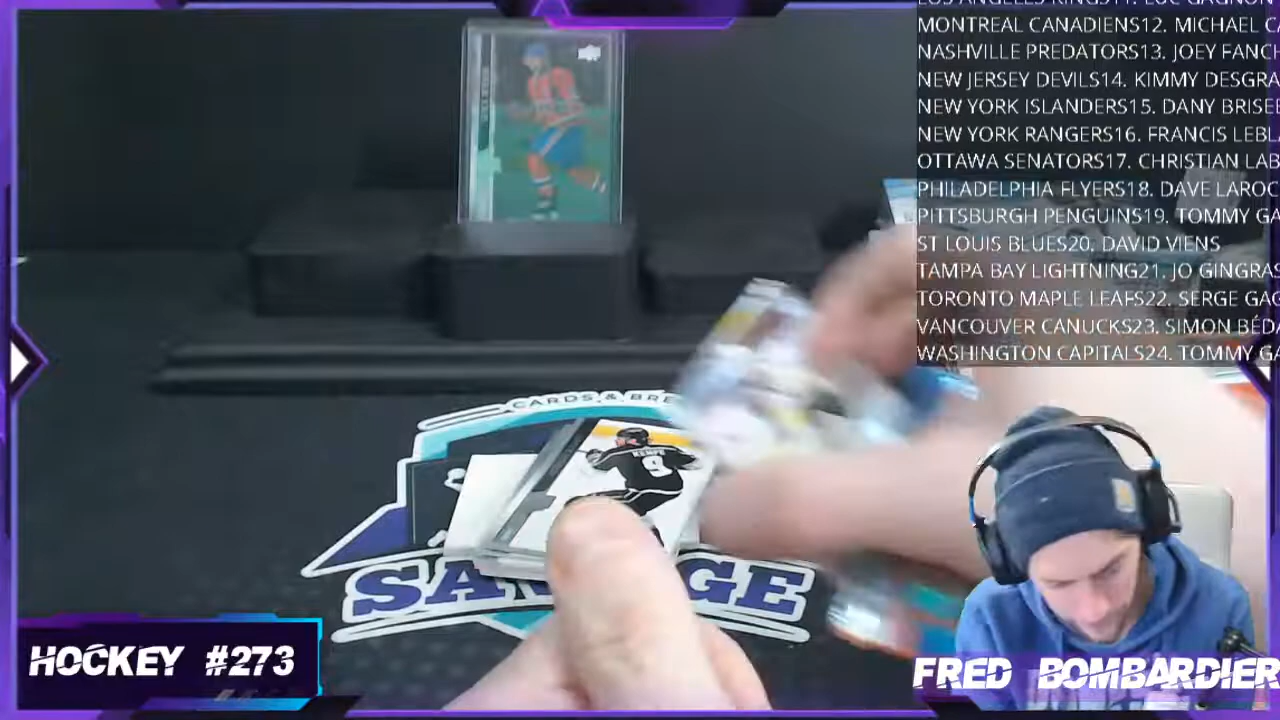 MONTREAL CANADIENS12. MICHAEL
NASHVILLE PREDATORS13. JOEY FANCH
NEW JERSEY DEVILS14. KIMMY DESGRA
NEW YORK ISLANDERS15. DANY BRISEB
NEW YORK RANGERS16. FRANCIS LEBL
OTTAWA SENATORS17. CHRISTIAN LAB
PHILADELPHIA FLYERS18. DAVE LAROC
PITTSBURGH PENGUINS19. TOMMY GA
ST LOUIS BLUES20. DAVID VIENS
TAMPA BAY LIGHTNING21. JO GINGRAS
TORONTO MAPLE LEAFS22. SERGE GAG
VANCOUVER CANUCKS23. SIMON BÉDA
WASHINGTON CAPITALS24. TOMMY GA
CARDS & BRE
KEMPE
9
HOCKEY #273
FRED BOMBARDIER